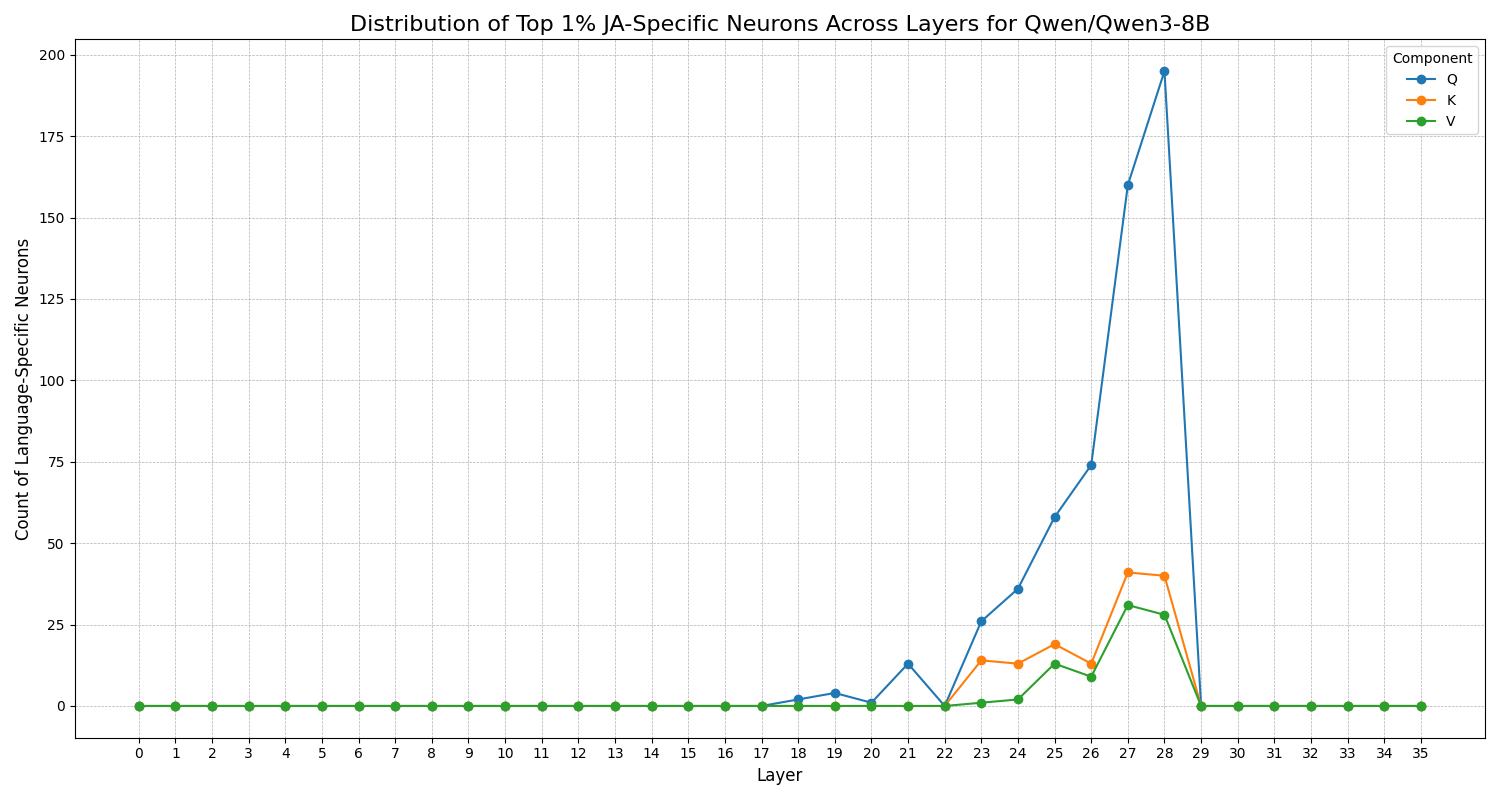 Distribution of Top 1% JA-Specific Neurons Across Layers for Qwen/Qwen3-8B
Component
Q
K
V
Count of Language-Specific Neurons
200
175
150
125
100
75
50
25
0
0 1 2 3 4 5 6 7 8 9 10 11 12 13 14 15 16 17 18 19 20 21 22 23 24 25 26 27 28 29 30 31 32 33 34 35
Layer